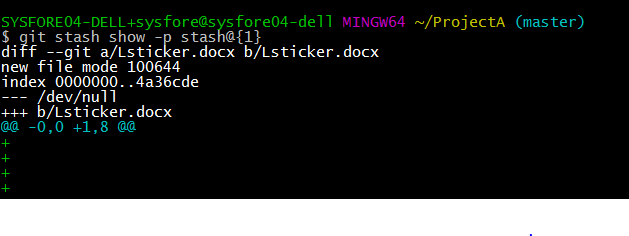 SYSFORE04-DELL+sysfore@sysfore04-dell MINGW64 ~/ProjectA (master)
$ git stash show -p stash@{1}
diff --git a/Lsticker.docx b/Lsticker.docx
new file mode 100644
index 0000000..4a36cde
--- /dev/null
+++ b/Lsticker.docx
@@ -0,0 +1,8 @@
+
+
+
+